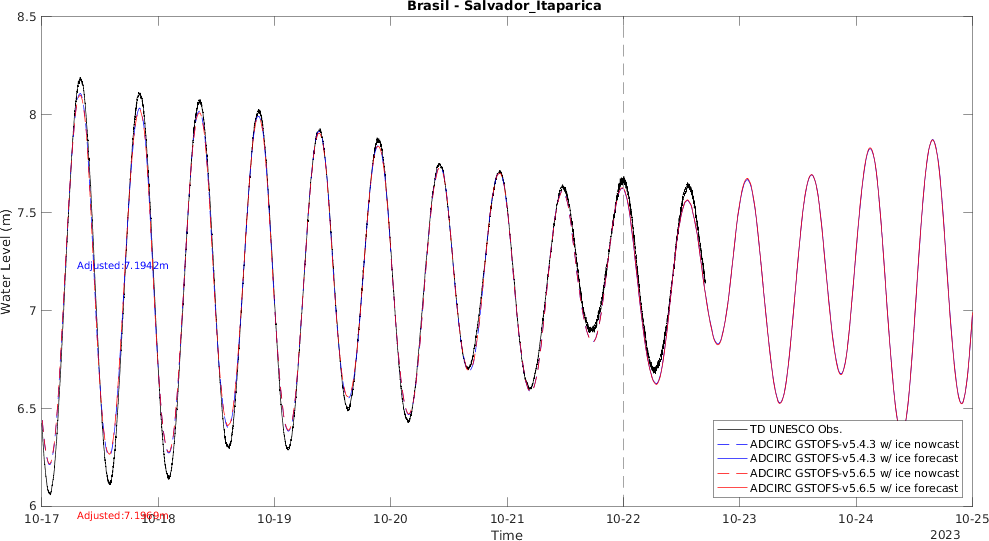 Brasil - Salvador_Itaparica
8.5
8
7.5
7
6.5
6
Water Level (m)
Adjusted:7.1942m
Adjusted:7.1960m
10-17
10-18
10-19
10-20
10-21
10-22
10-23
10-24
10-25
Time
2023
TD UNESCO Obs.
ADCIRC GSTOFS-v5.4.3 w/ ice nowcast
ADCIRC GSTOFS-v5.4.3 w/ ice forecast
ADCIRC GSTOFS-v5.6.5 w/ ice nowcast
ADCIRC GSTOFS-v5.6.5 w/ ice forecast